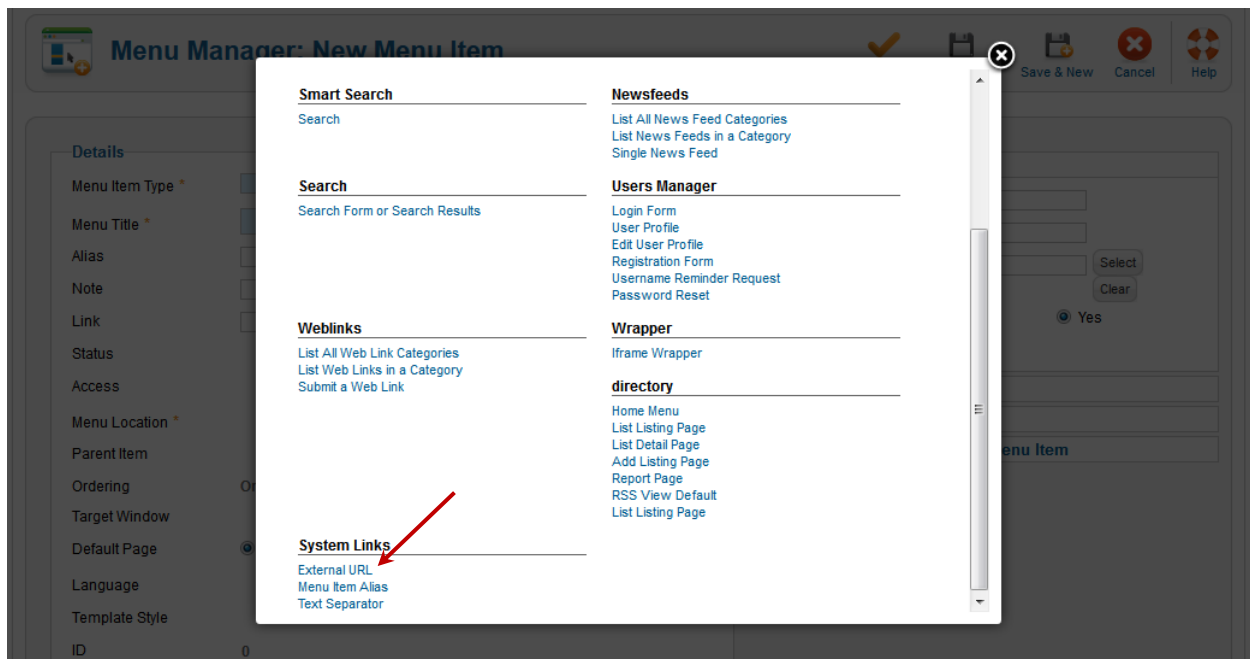 Menu Manager: New Menu Item
Save & New
Cancel
Help
Smart Search
Search
Newsfeeds
List All News Feed Categories
List News Feeds in a Category
Single News Feed
Search
Search Form or Search Results
Users Manager
Login Form
User Profile
Edit User Profile
Registration Form
Username Reminder Request
Password Reset
Weblinks
List All Web Link Categories
List Web Links in a Category
Submit a Web Link
Wrapper
Iframe Wrapper
directory
Home Menu
List Listing Page
List Detail Page
Add Listing Page
Report Page
RSS View Default
List Listing Page
System Links
External URL
Menu Item Alias
Text Separator
Details
Menu Item Type *
Menu Title *
Alias
Note
Link
Status
Access
Menu Location *
Parent Item
Ordering
Target Window
Default Page
Language
Template Style
ID
0
Select
Clear
Yes
enu Item